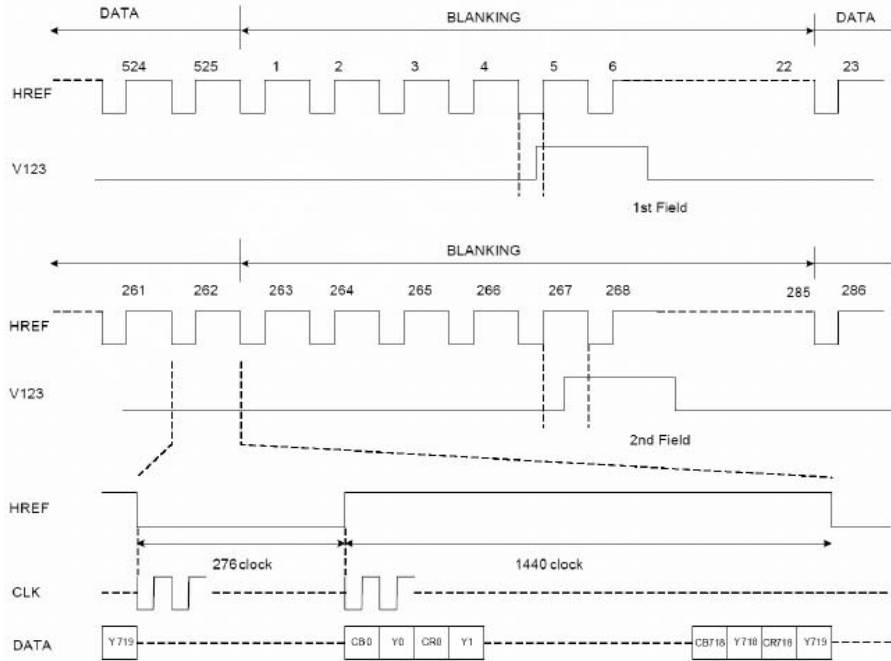 DATA BLANKING DATA
524 525 1 2 3 4 5 6 22 23
HREF
V123
1st Field
BLANKING
261 262 263 264 265 266 267 268 285 286
HREF
V123
2nd Field
HREF
276 clock 1440 clock
CLK
DATA Y719 CB0 Y0 CR0 Y1 CB718 Y718 CR718 Y719